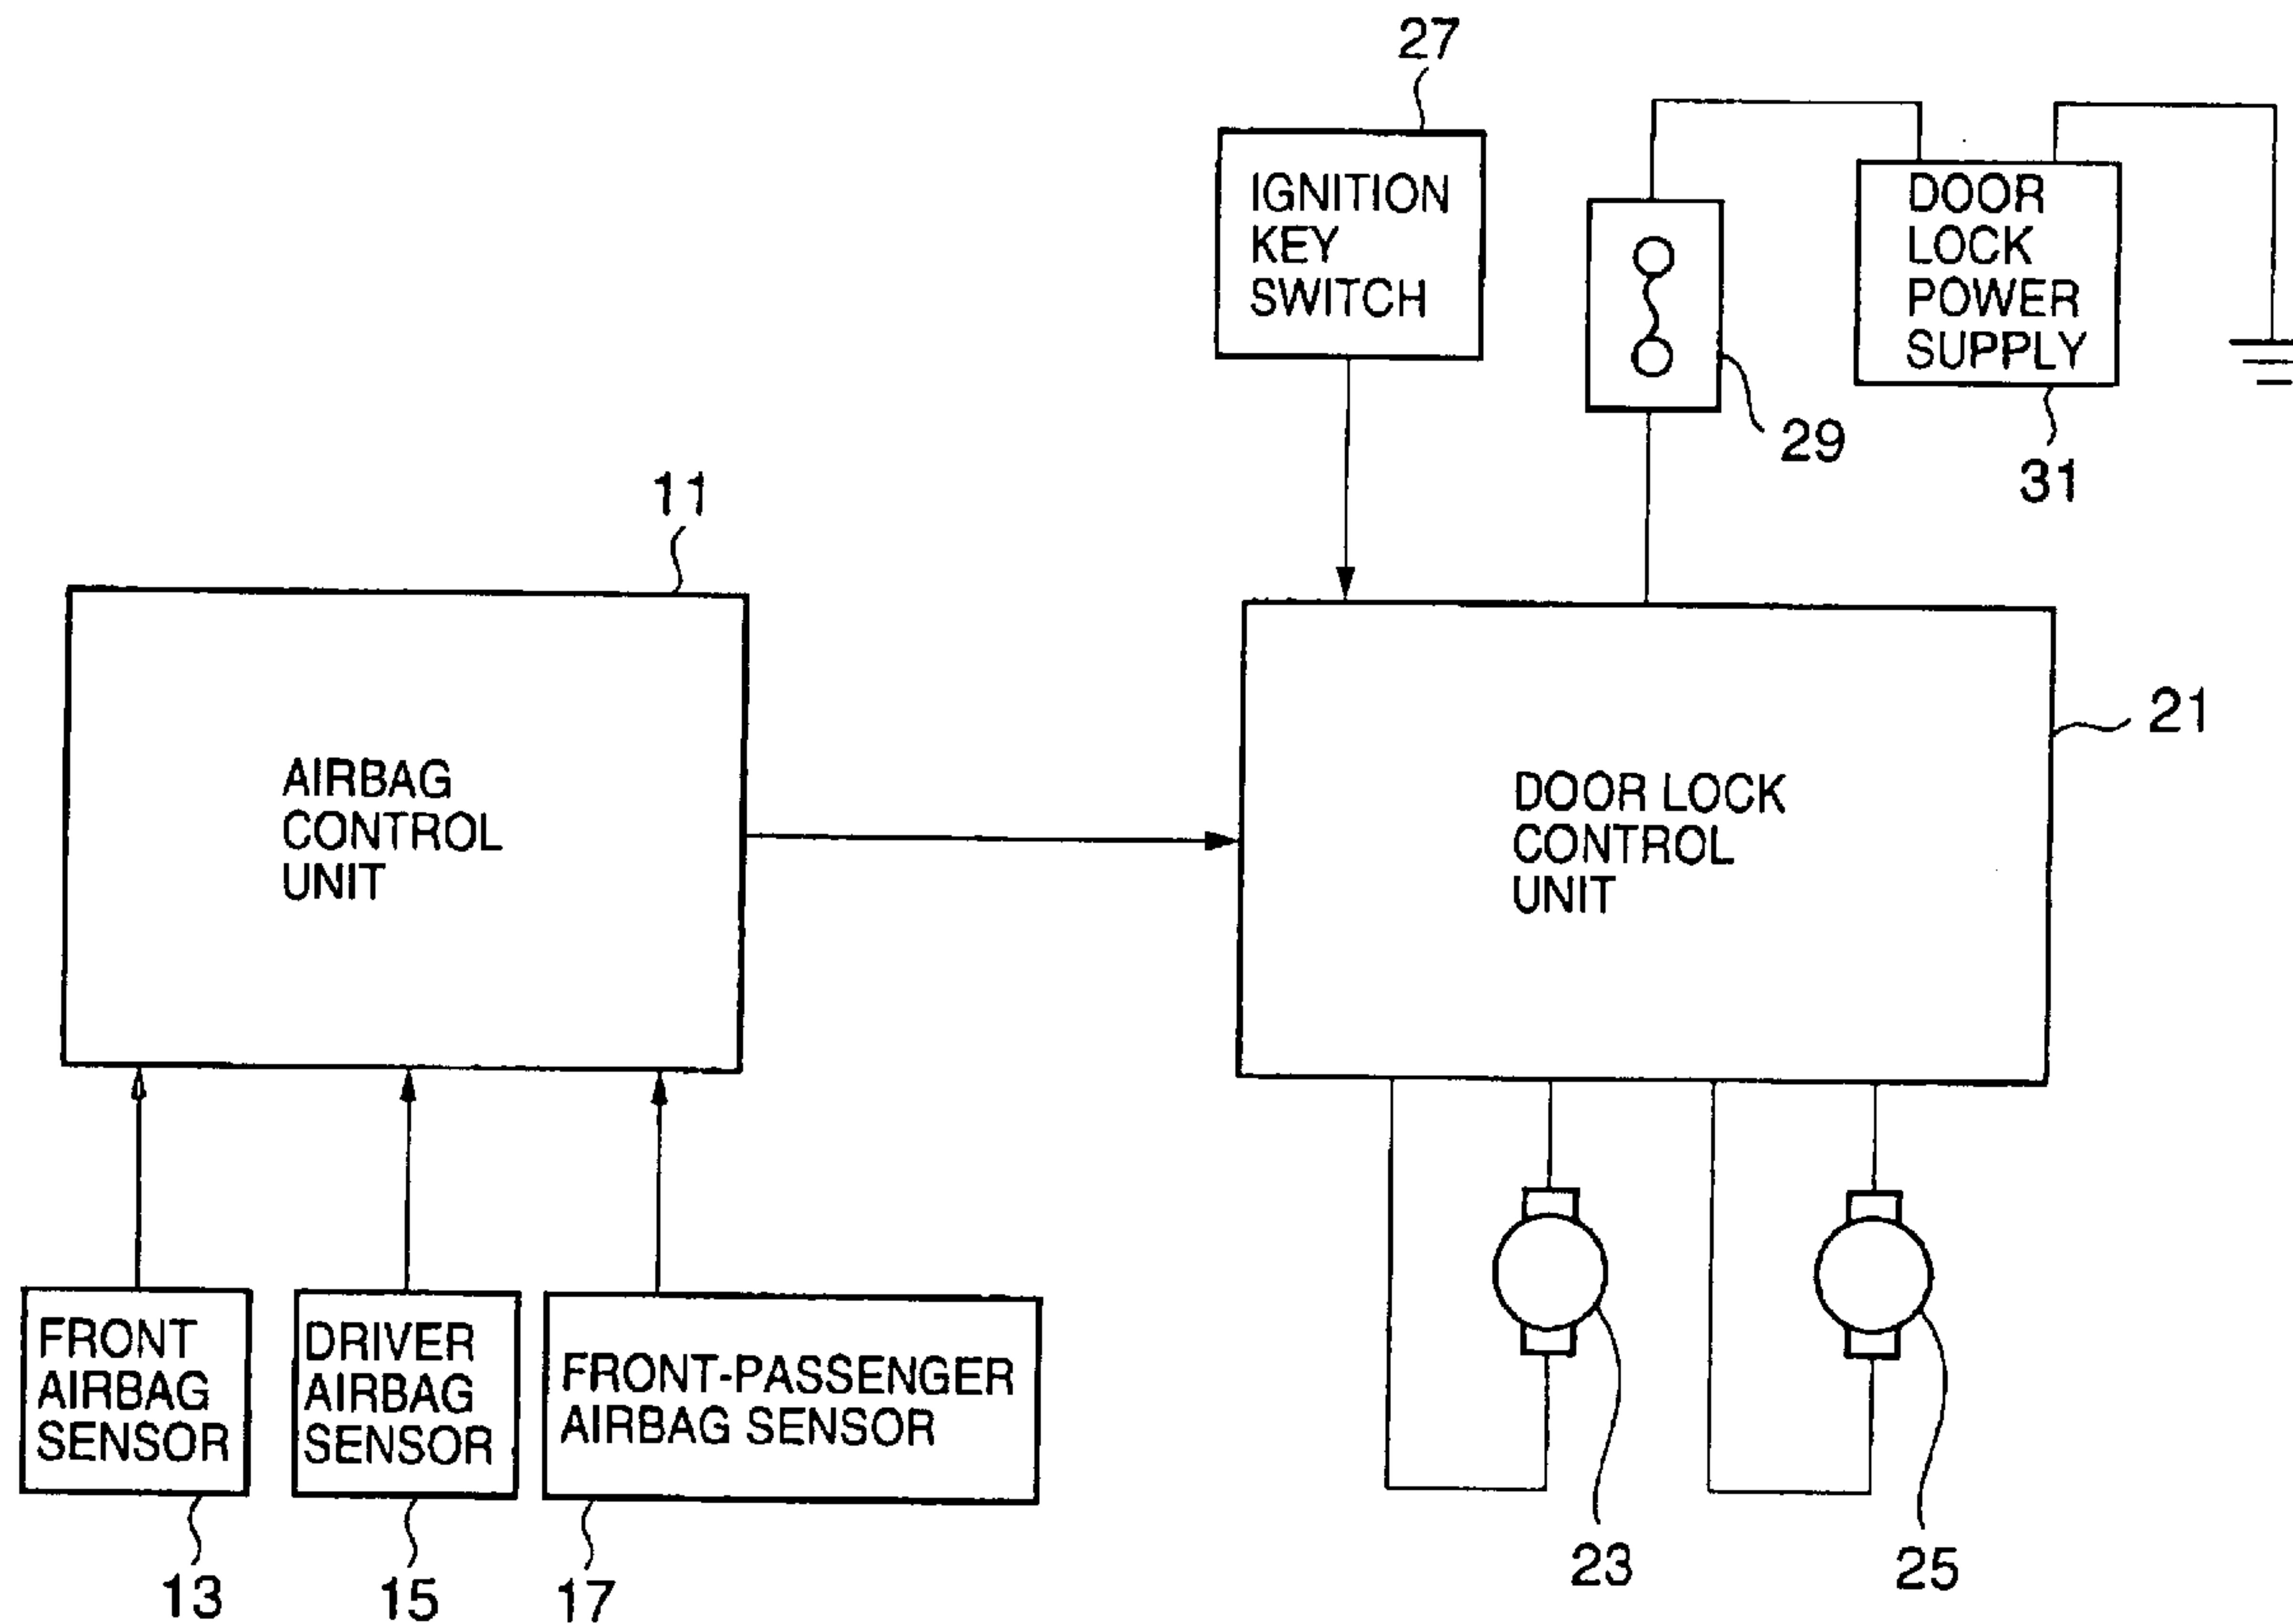 27
IGNITION
KEY
SWITCH
DOOR
LOCK
POWER
SUPPLY
29
31
11
21
AIRBAG
CONTROL
UNIT
DOOR LOCK
CONTROL
UNIT
FRONT
AIRBAG
SENSOR
DRIVER
AIRBAG
SENSOR
FRONT-PASSENGER
AIRBAG SENSOR
13
15
17
23
25